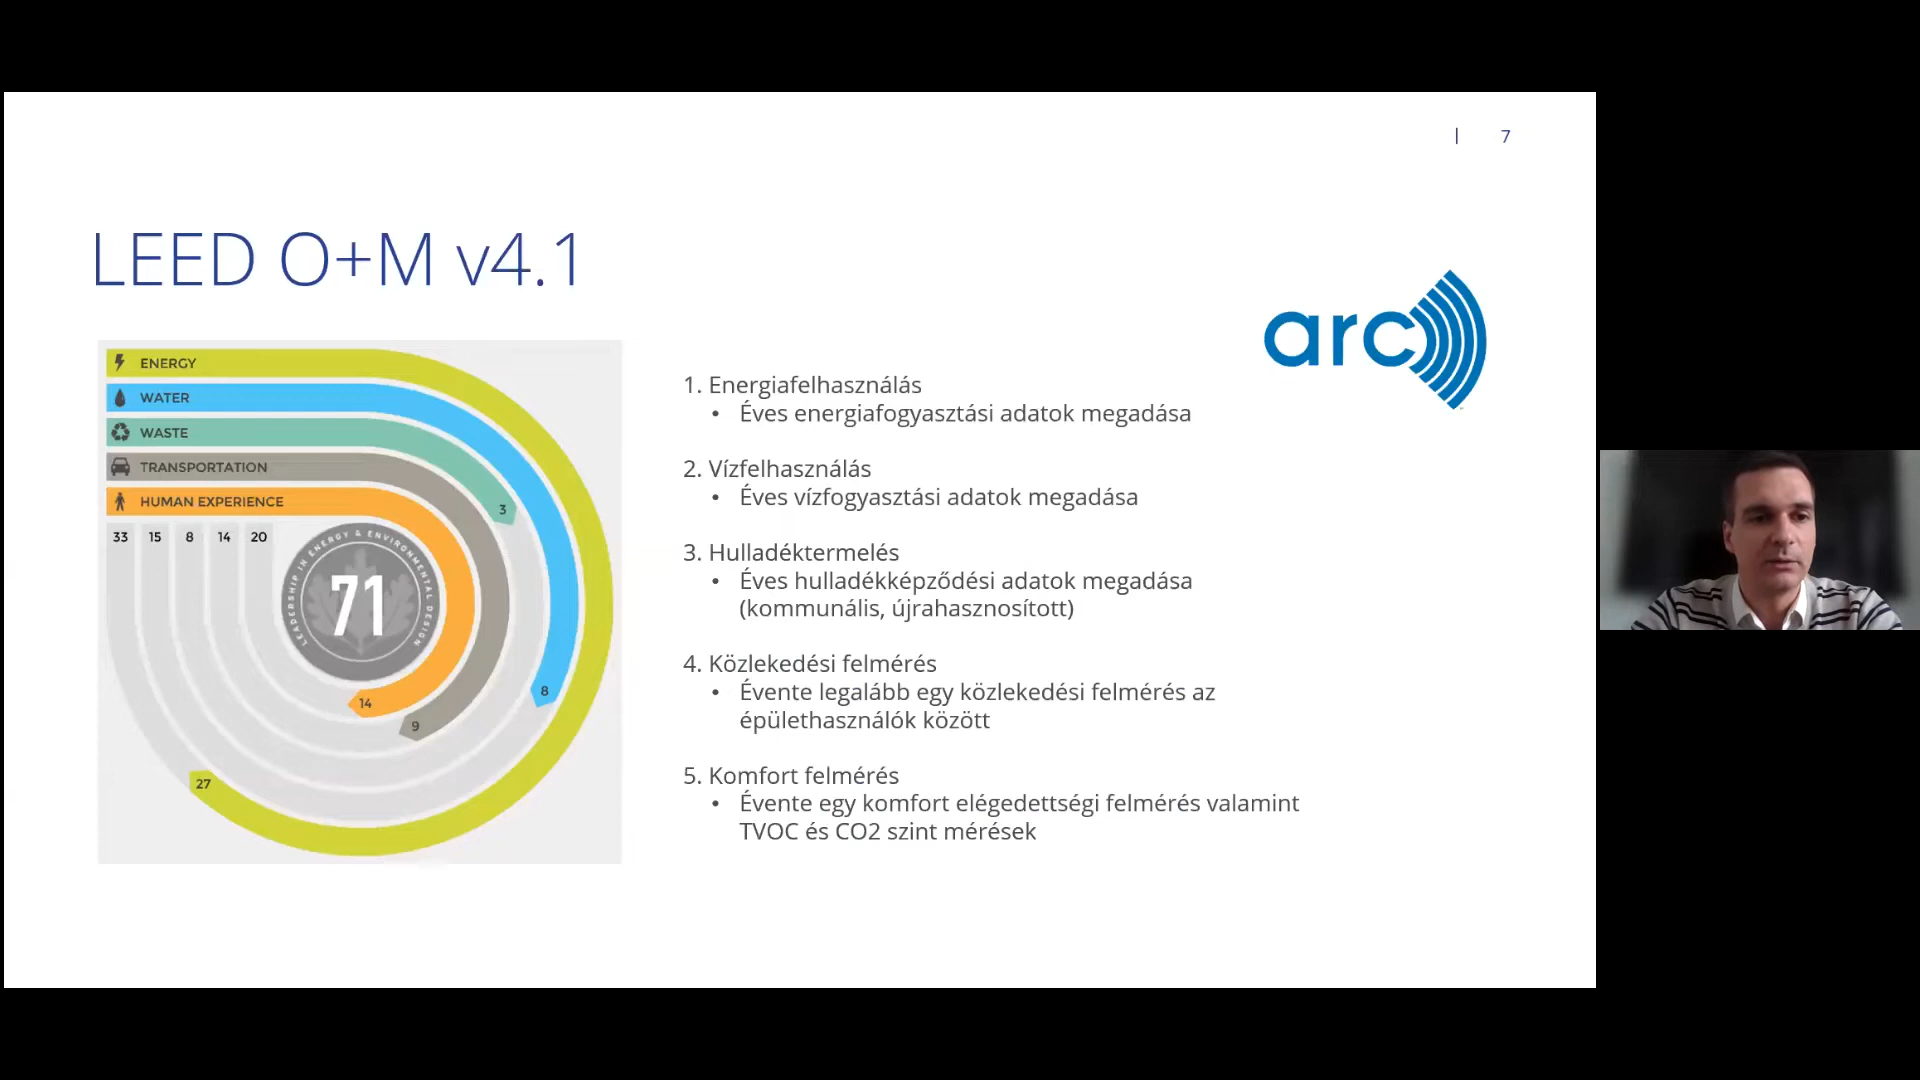 | 7
LEED O+M v4.1
arc
ENERGY
WATER
WASTE
TRANSPORTATION
HUMAN EXPERIENCE
33 15 8 14 20
LEADERSHIP IN ENERGY & ENVIRONMENTAL DESIGN
71
3
8
14
9
27
1. Energiafelhasználás
• Éves energiafogyasztási adatok megadása
2. Vízfelhasználás
• Éves vízfogyasztási adatok megadása
3. Hulladéktermelés
• Éves hulladékképződési adatok megadása
(kommunális, újrahasznosított)
4. Közlekedési felmérés
• Évente legalább egy közlekedési felmérés az
épülethasználók között
5. Komfort felmérés
• Évente egy komfort elégedettségi felmérés valamint
TVOC és CO2 szint mérések